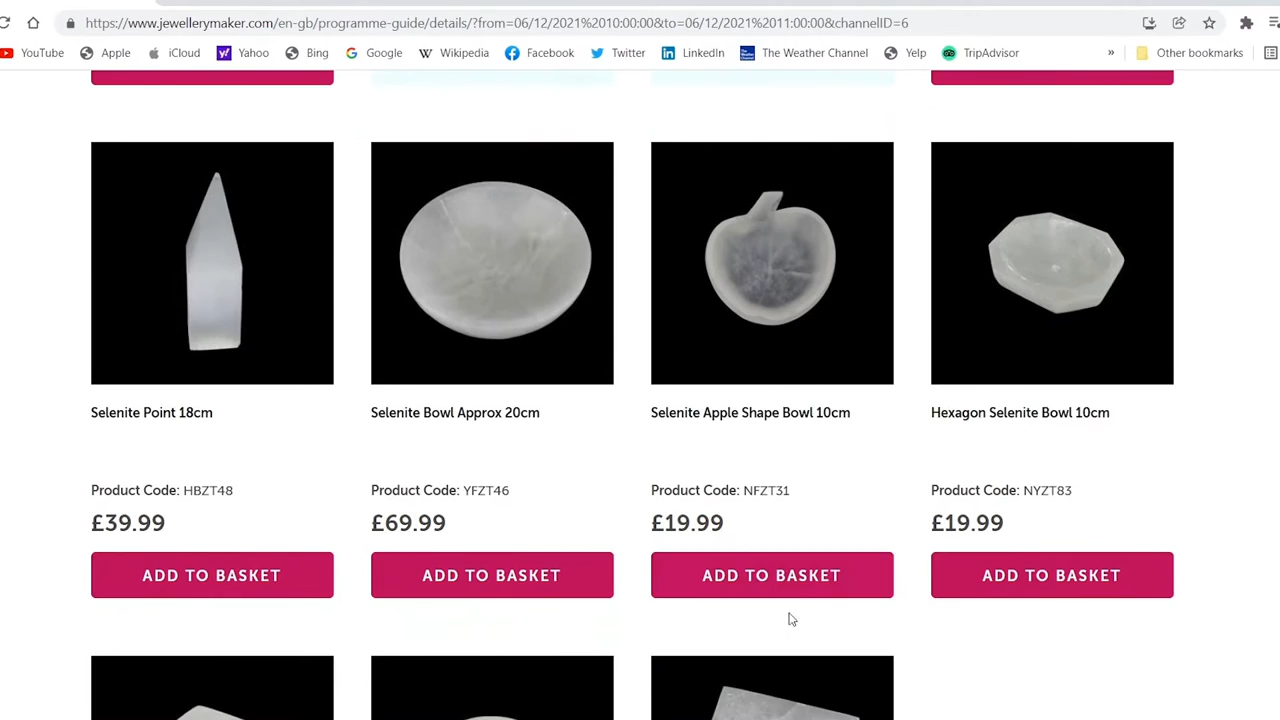 https://www.jewellerymaker.com/en-gb/programme-guide/details/?from=06/12/2021%2010:00:00&to=06/12/2021%2011:00:00&channelID=6
YouTube Apple iCloud Yahoo Bing Google Wikipedia Facebook Twitter LinkedIn The Weather Channel Yelp TripAdvisor » Other bookmarks
Selenite Point 18cm
Selenite Bowl Approx 20cm
Selenite Apple Shape Bowl 10cm
Hexagon Selenite Bowl 10cm
Product Code: HBZT48
Product Code: YFZT46
Product Code: NFZT31
Product Code: NYZT83
£39.99
£69.99
£19.99
£19.99
ADD TO BASKET
ADD TO BASKET
ADD TO BASKET
ADD TO BASKET